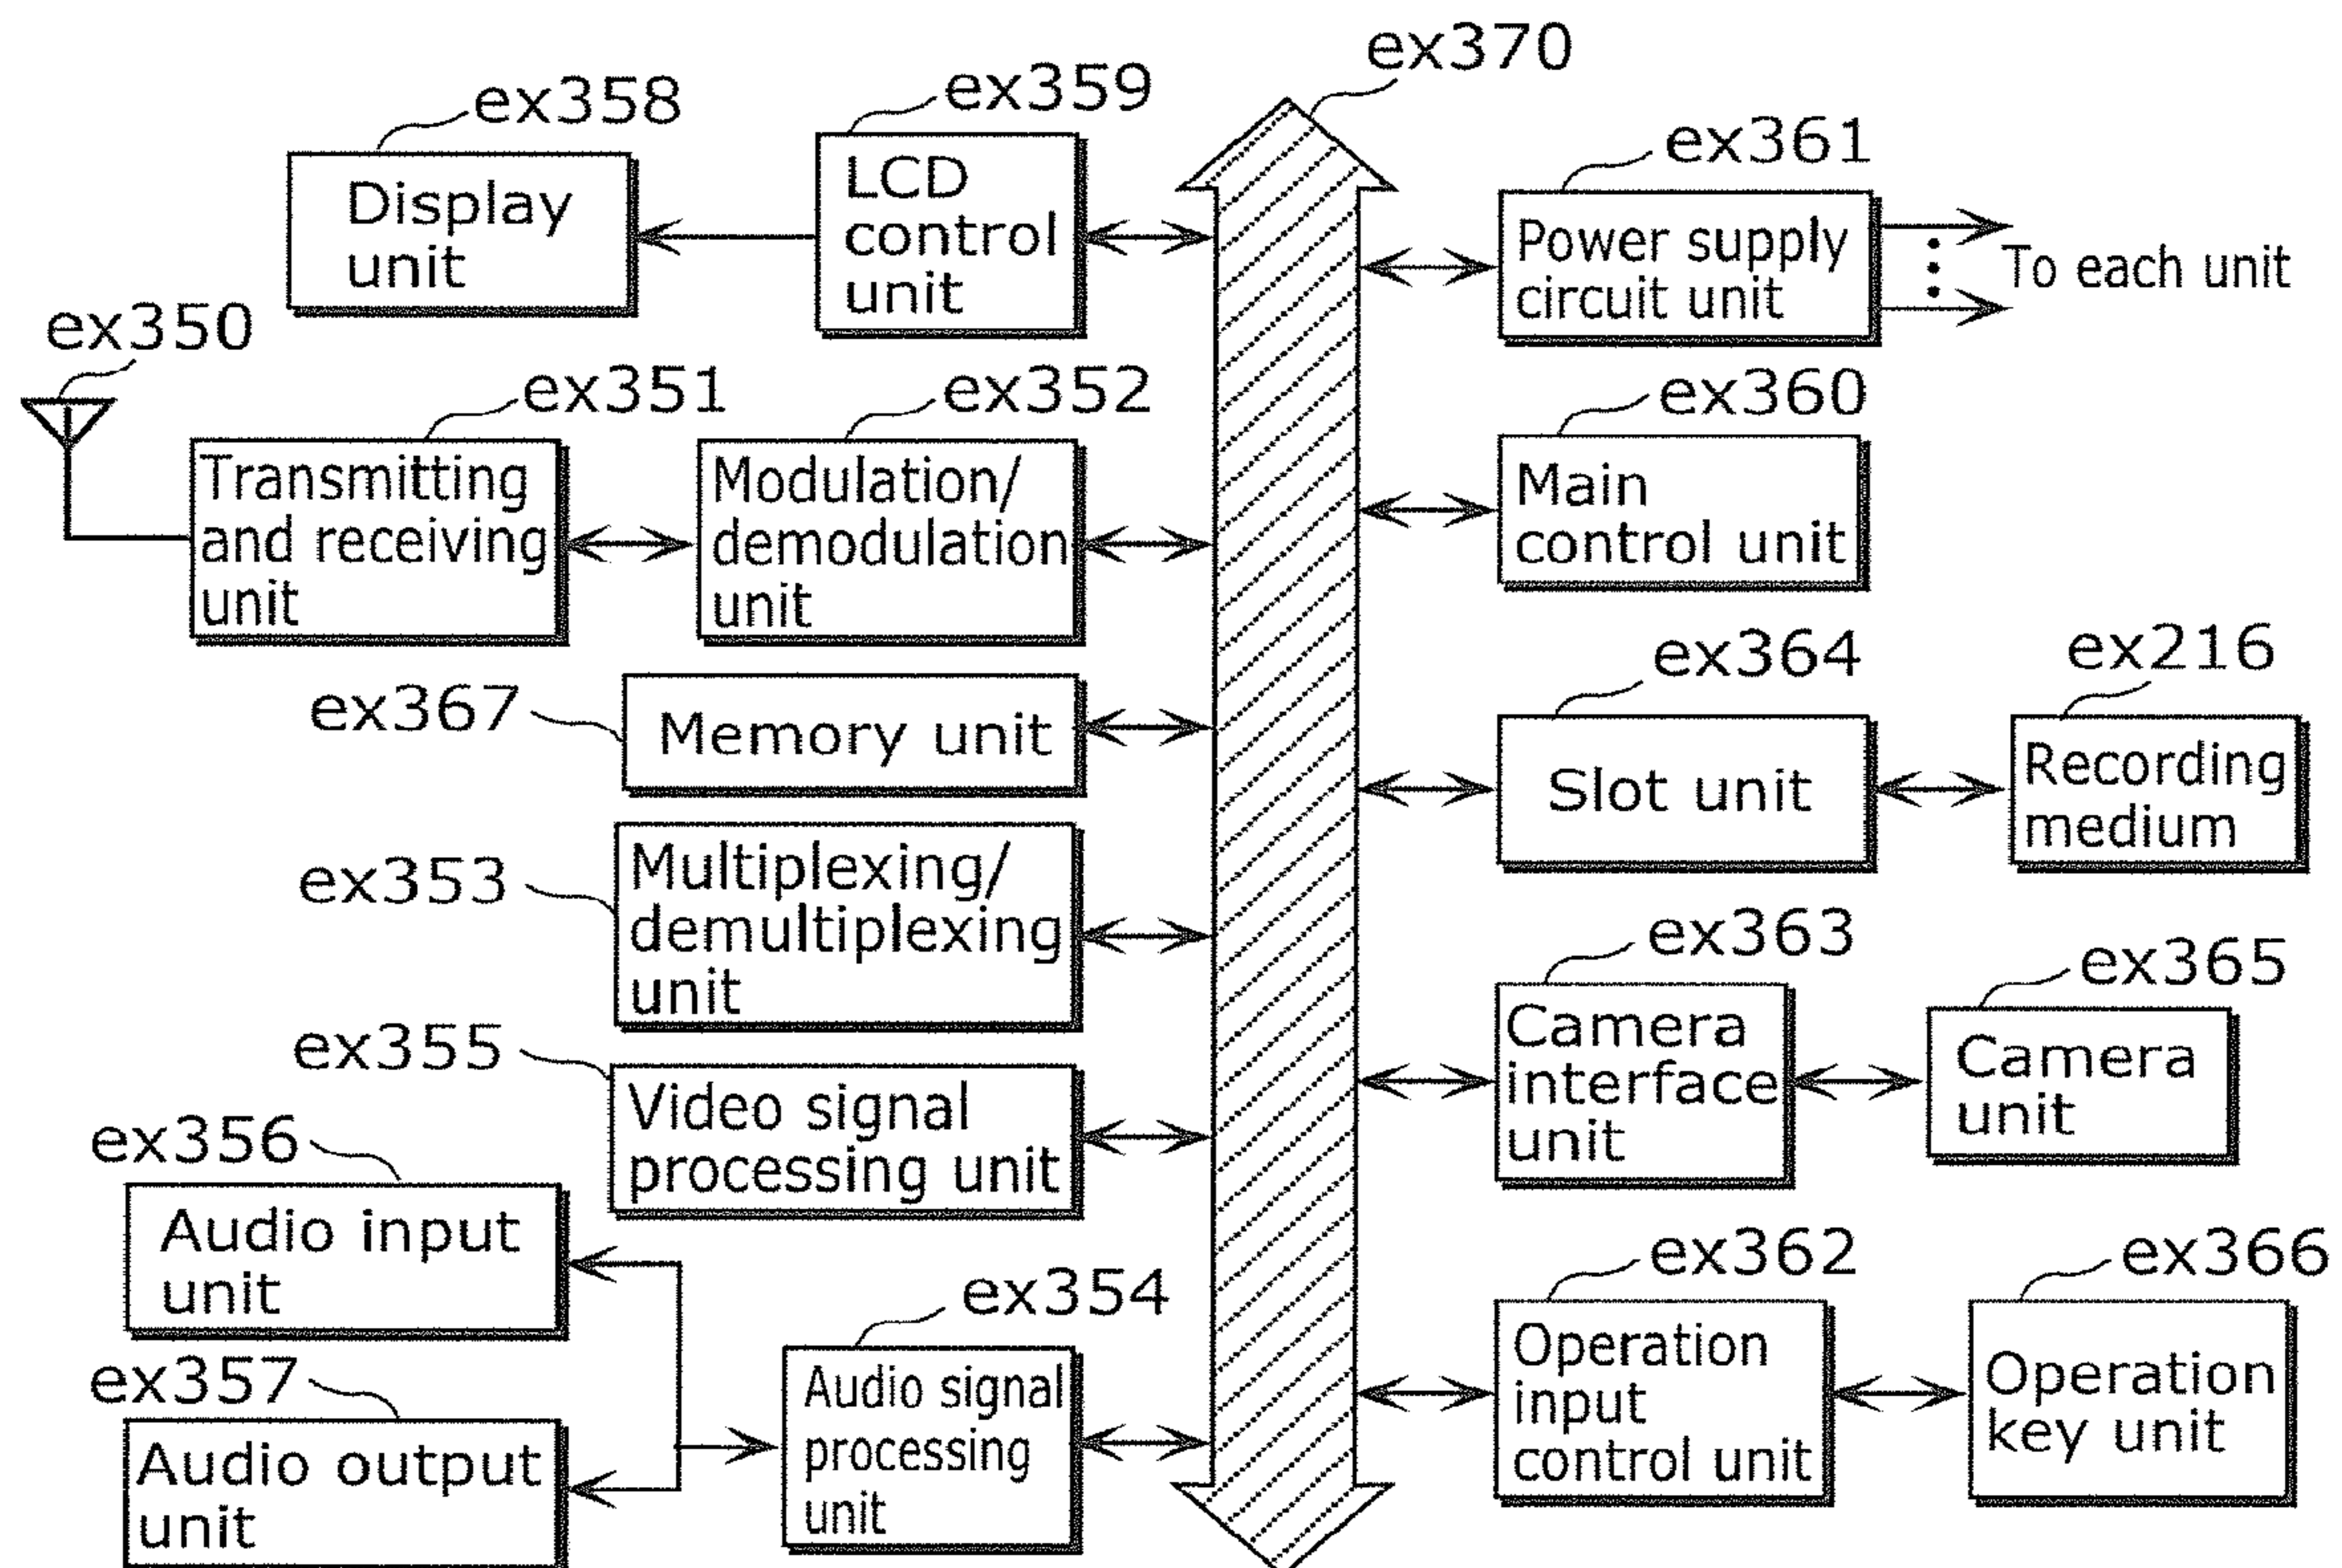 ex370
ex358
ex359
ex361
Display
unit
LCD
control
unit
Power supply
circuit unit
To each unit
ex350
ex351
ex352
ex360
Transmitting
and receiving
unit
Modulation/
demodulation
unit
Main
control unit
ex367
Memory unit
ex364
ex216
Slot unit
Recording
medium
ex353
Multiplexing/
demultiplexing
unit
ex363
ex365
Camera
interface
unit
Camera
unit
ex355
Video signal
processing unit
ex356
Audio input
unit
ex354
ex362
ex366
ex357
Audio output
unit
Audio signal
processing
unit
Operation
input
control unit
Operation
key unit